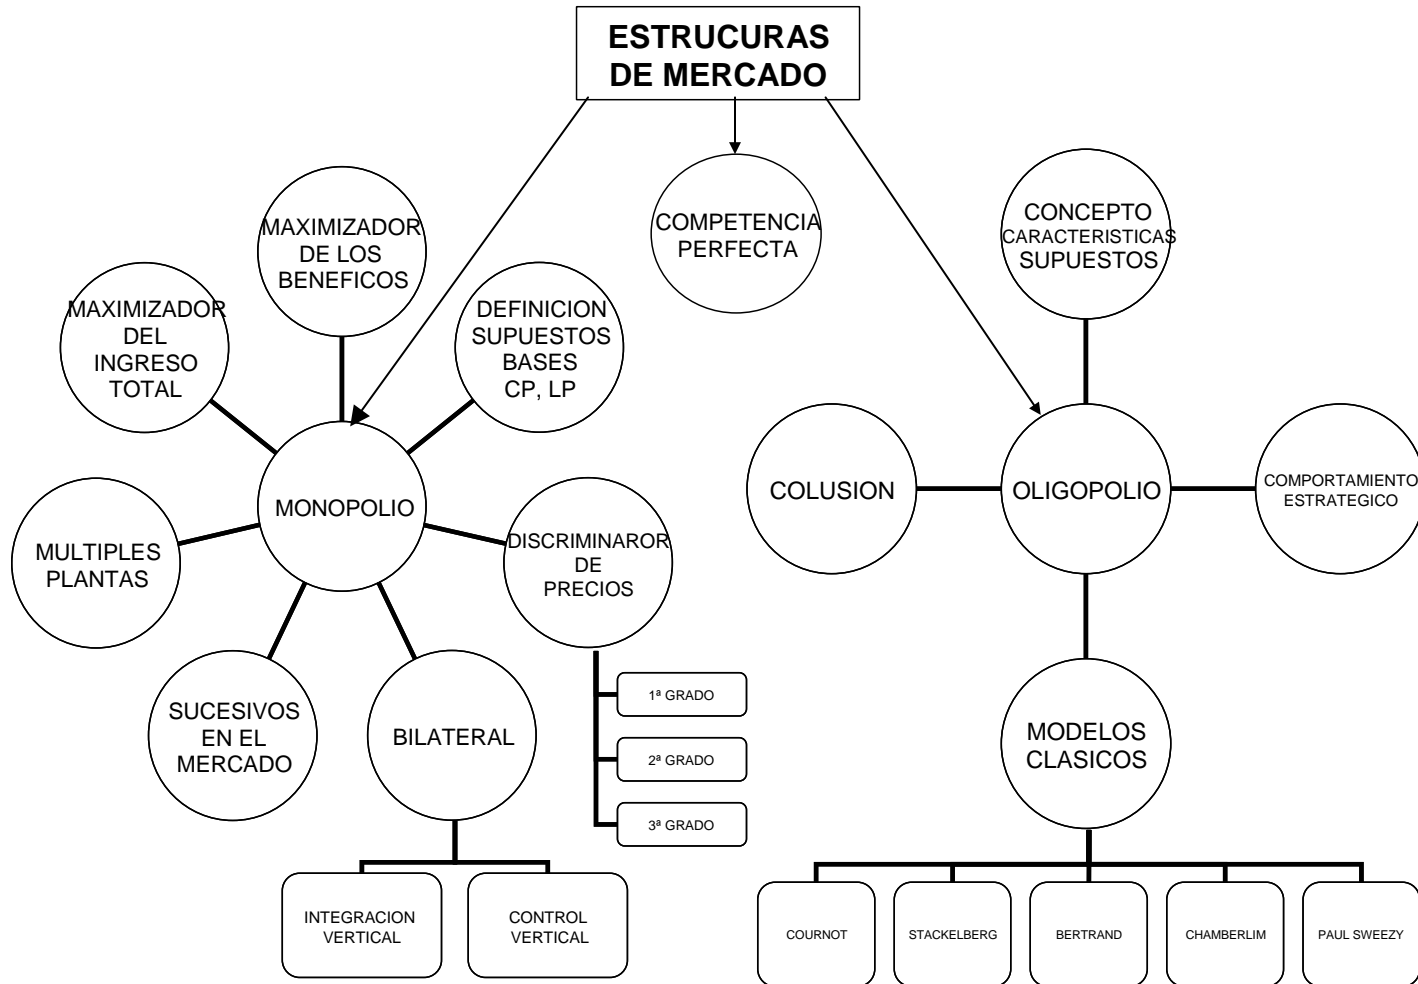 ESTRUCURAS
DE MERCADO
MAXIMIZADOR
DE LOS
BENEFICOS
COMPETENCIA
PERFECTA
CONCEPTO
CARACTERISTICAS
SUPUESTOS
MAXIMIZADOR
DEL
INGRESO
TOTAL
DEFINICION
SUPUESTOS
BASES
CP, LP
MONOPOLIO
COLUSION
OLIGOPOLIO
COMPORTAMIENTO
ESTRATEGICO
MULTIPLES
PLANTAS
DISCRIMINAROR
DE
PRECIOS
SUCESIVOS
EN EL
MERCADO
BILATERAL
1ª GRADO
2ª GRADO
3ª GRADO
MODELOS
CLASICOS
INTEGRACION
VERTICAL
CONTROL
VERTICAL
COURNOT
STACKELBERG
BERTRAND
CHAMBERLIM
PAUL SWEEZY